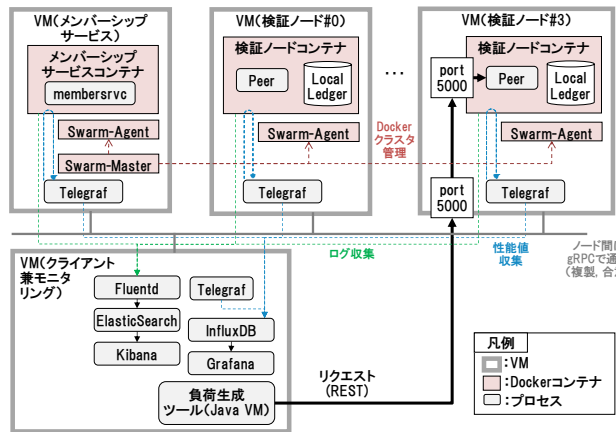 VM(メンバーシップ
サービス)
メンバーシップ
サービスコンテナ
membersrvc
Swarm-Agent
Swarm-Master
Telegraf
VM(検証ノード#0)
検証ノードコンテナ
Peer
Local
Ledger
Swarm-Agent
Telegraf
…
Docker
クラスタ
管理
VM(検証ノード#3)
検証ノードコンテナ
port
5000
Peer
Local
Ledger
Swarm-Agent
port
5000
Telegraf
ログ収集
性能値
収集
ノード間は
gRPCで通
(複製, 合
VM(クライアント
兼モニタ
リング)
Fluentd
ElasticSearch
Kibana
Telegraf
InfluxDB
Grafana
負荷生成
ツール(Java VM)
リクエスト
(REST)
凡例
:VM
:Dockerコンテナ
:プロセス